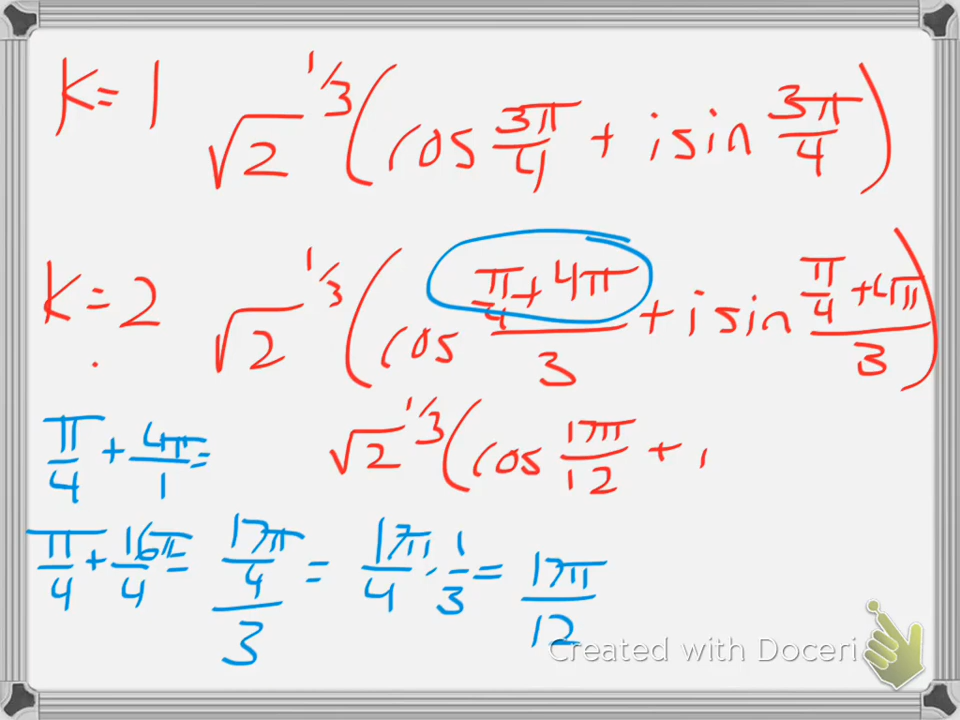 K=1 √2^1/3 (cos 3π/4 + i sin 3π/4)
K=2 √2^1/3 (cos (π/4 + 4π)/3 + i sin (π/4 + 4π)/3)
√2^1/3 (cos 17π/12 + ı
π/4 + 4π/1 =
π/4 + 16π/4 = (17π/4)/3 = 17π/4 · 1/3 = 17π/12
Created with Doceri